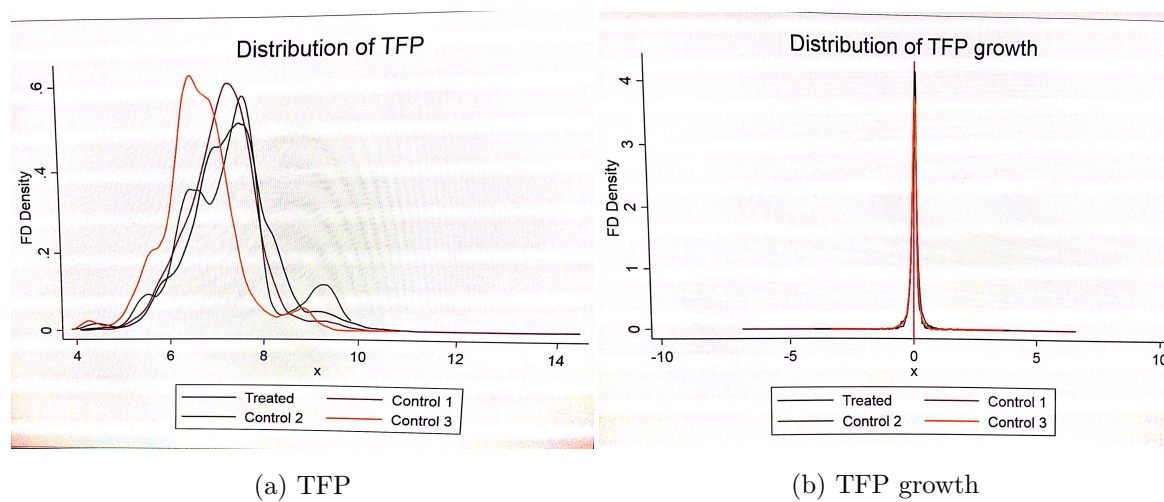 Distribution of TFP
FD Density
.6
.4
.2
0
4 6 8 10 12 14
x
Treated Control 1
Control 2 Control 3
(a) TFP
Distribution of TFP growth
FD Density
4
3
2
1
0
-10 -5 0 5 10
x
Treated Control 1
Control 2 Control 3
(b) TFP growth